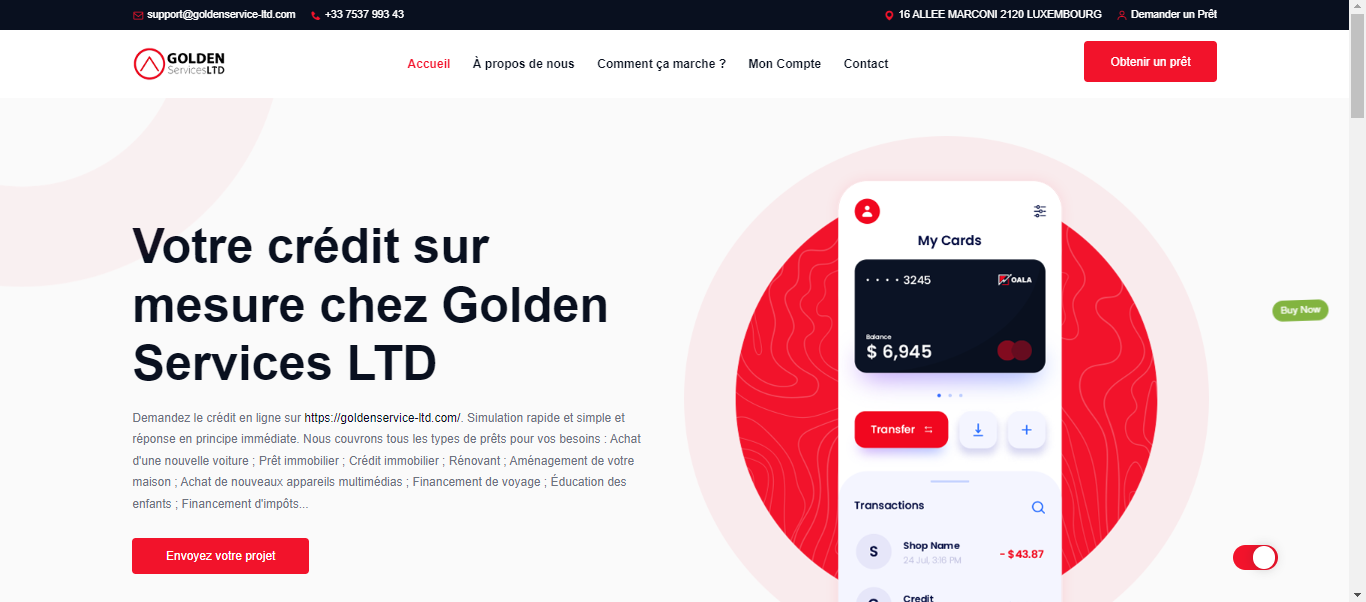 support@goldenservice-ltd.com +33 7537 993 43 16 ALLEE MARCONI 2120 LUXEMBOURG Demander un Prêt
GOLDEN
ServicesLTD
Accueil À propos de nous Comment ça marche ? Mon Compte Contact
Obtenir un prêt
Votre crédit sur
mesure chez Golden
Services LTD
Demandez le crédit en ligne sur https://goldenservice-ltd.com/. Simulation rapide et simple et
réponse en principe immédiate. Nous couvrons tous les types de prêts pour vos besoins : Achat
d'une nouvelle voiture ; Prêt immobilier ; Crédit immobilier ; Rénovant ; Aménagement de votre
maison ; Achat de nouveaux appareils multimédias ; Financement de voyage ; Éducation des
enfants ; Financement d'impôts...
Envoyez votre projet
My Cards
• • • • 3245
OALA
Balance
$ 6,945
Transfer
Transactions
S
Shop Name
24 Jul, 3:16 PM
- $43.87
Credit
Buy Now